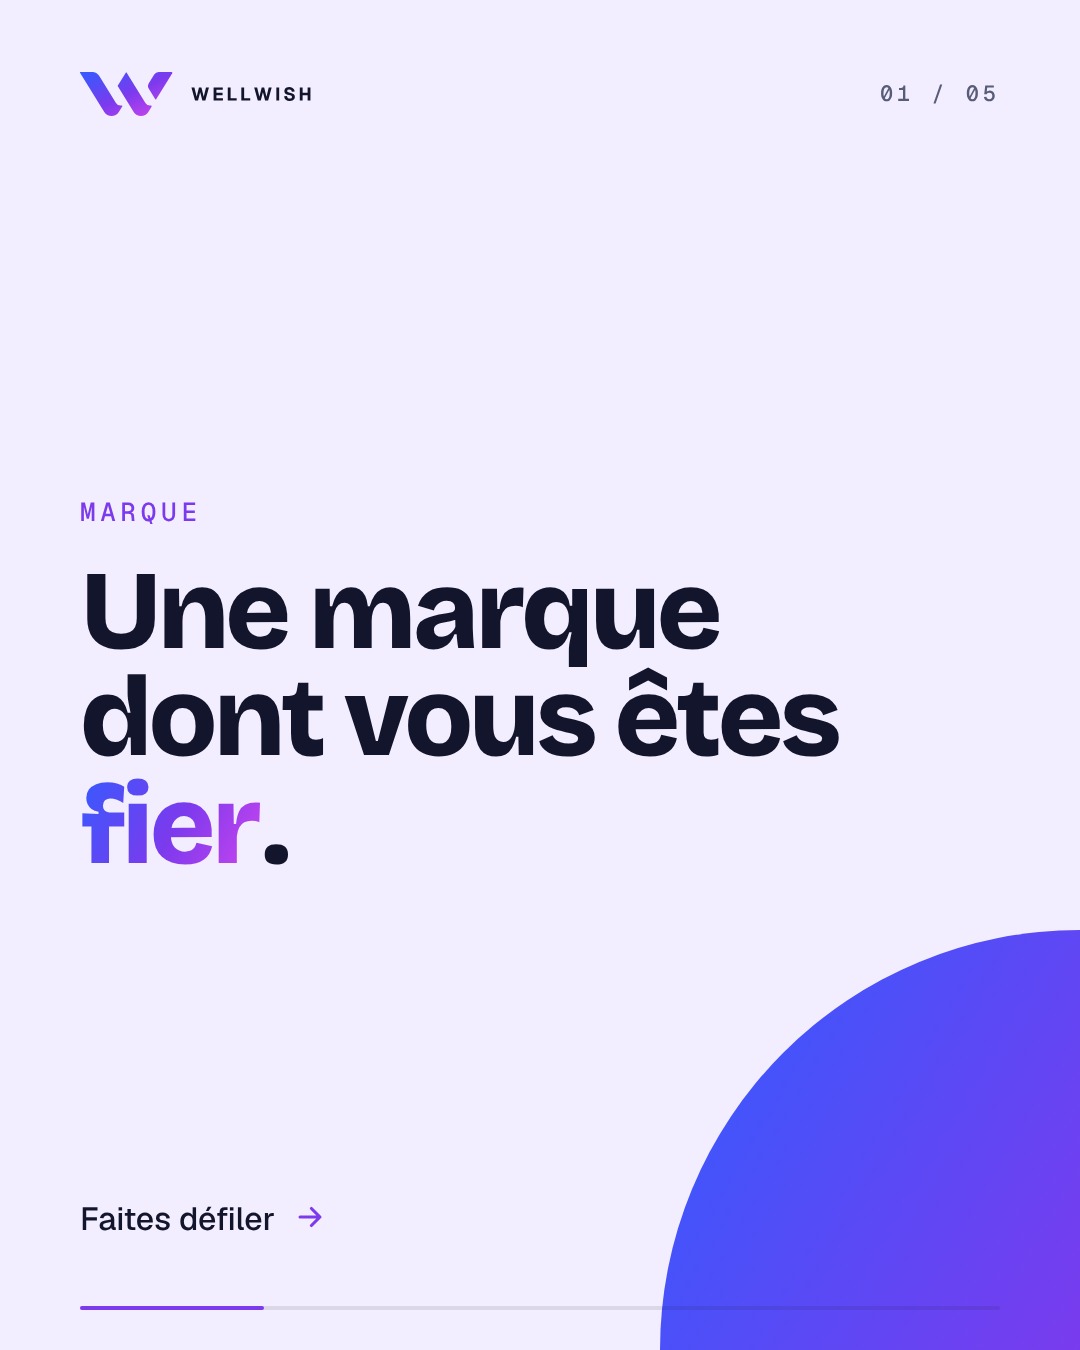 WELLWISH
01 / 05
MARQUE
Une marque
dont vous êtes
fier.
Faites défiler →